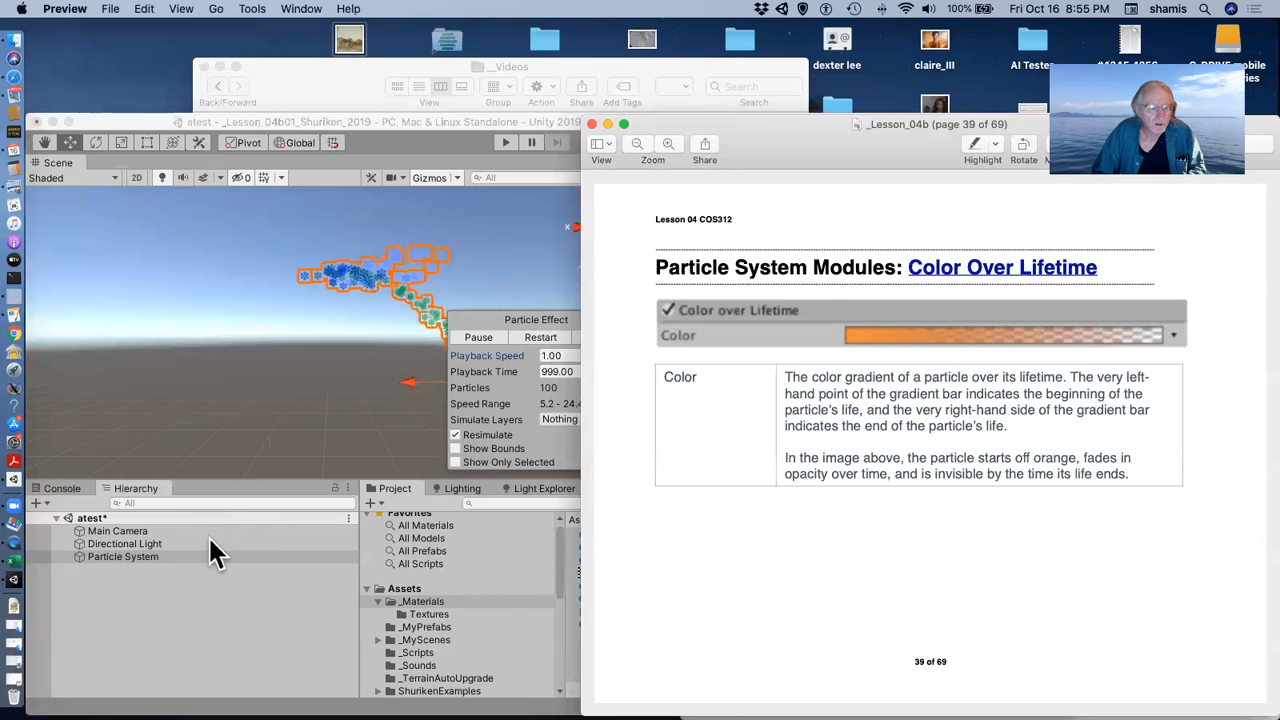 Preview File Edit View Go Tools Window Help
100% Fri Oct 16 8:55 PM shamis
dexter lee
claire_III
AI Tester
__Videos
Back/Forward View Group Action Share Add Tags Search
Search
atest - _Lesson_04b01_Shuriken_2019 - PC, Mac & Linux Standalone - Unity 2019
Pivot Global
Scene
Shaded 2D 0 Gizmos All
x
Particle Effect
Pause Restart
Playback Speed 1.00
Playback Time 999.00
Particles 100
Speed Range 5.2 - 24.4
Simulate Layers Nothing
Resimulate
Show Bounds
Show Only Selected
Console Hierarchy
All
atest*
Main Camera
Directional Light
Particle System
Project Lighting Light Explorer
Favorites
All Materials
All Models
All Prefabs
All Scripts
Assets
_Materials
Textures
_MyPrefabs
_MyScenes
_Scripts
_Sounds
_TerrainAutoUpgrade
ShurikenExamples
_Lesson_04b (page 39 of 69)
View Zoom Share Highlight Rotate
Lesson 04 COS312
Particle System Modules: Color Over Lifetime
Color over Lifetime
Color
Color
The color gradient of a particle over its lifetime. The very left-
hand point of the gradient bar indicates the beginning of the
particle's life, and the very right-hand side of the gradient bar
indicates the end of the particle's life.
In the image above, the particle starts off orange, fades in
opacity over time, and is invisible by the time its life ends.
39 of 69